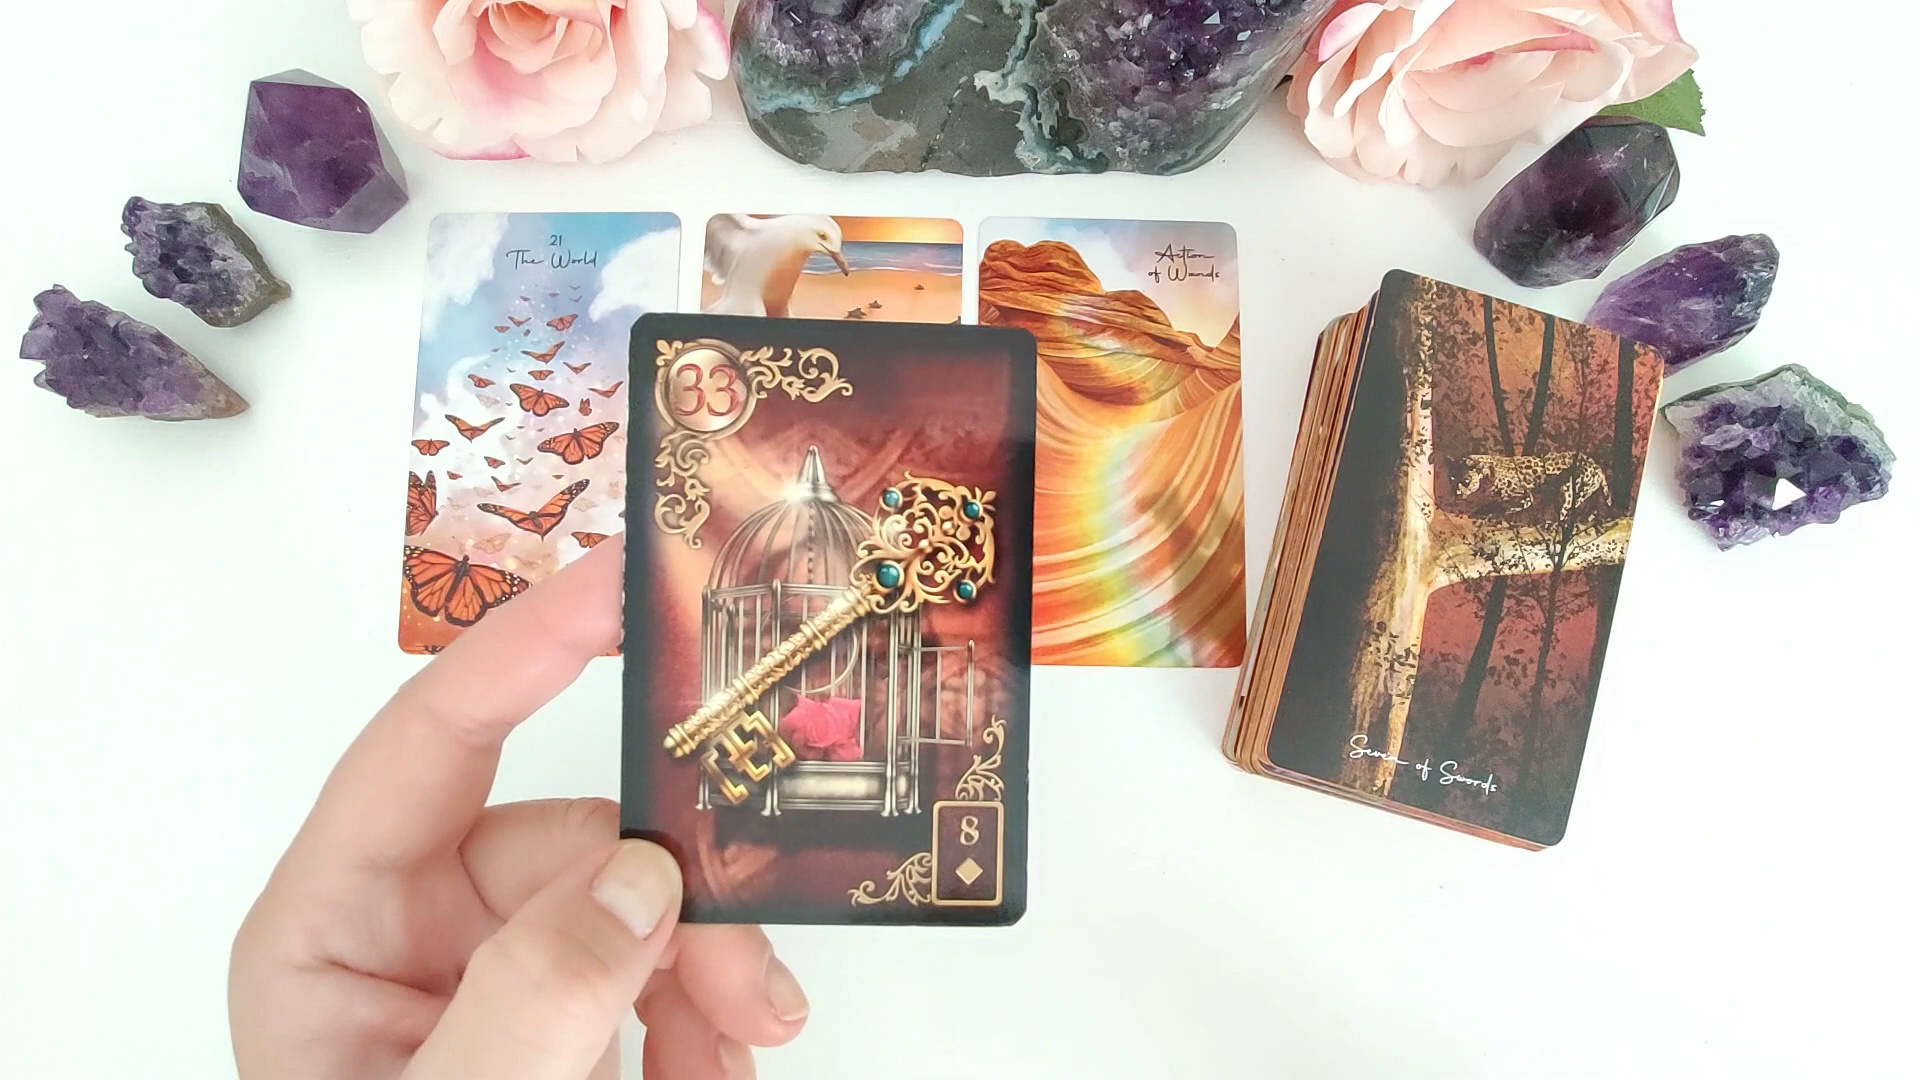 21
The World
Action
of Wands
33
8
Seven of Swords